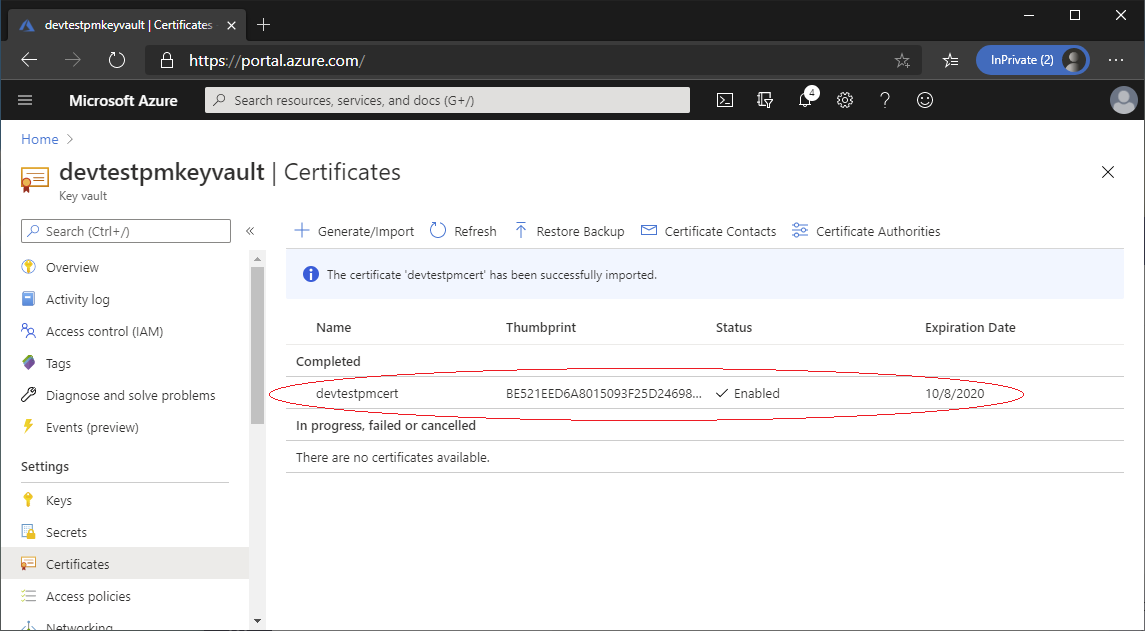 devtestpmkeyvault | Certificates
https://portal.azure.com/
InPrivate (2)
Microsoft Azure
Search resources, services, and docs (G+/)
4
Home
devtestpmkeyvault | Certificates
Key vault
Search (Ctrl+/)
Overview
Activity log
Access control (IAM)
Tags
Diagnose and solve problems
Events (preview)
Settings
Keys
Secrets
Certificates
Access policies
Networking
Generate/Import Refresh Restore Backup Certificate Contacts Certificate Authorities
The certificate 'devtestpmcert' has been successfully imported.
Name Thumbprint Status Expiration Date
Completed
devtestpmcert BE521EED6A8015093F25D24698... Enabled 10/8/2020
In progress, failed or cancelled
There are no certificates available.